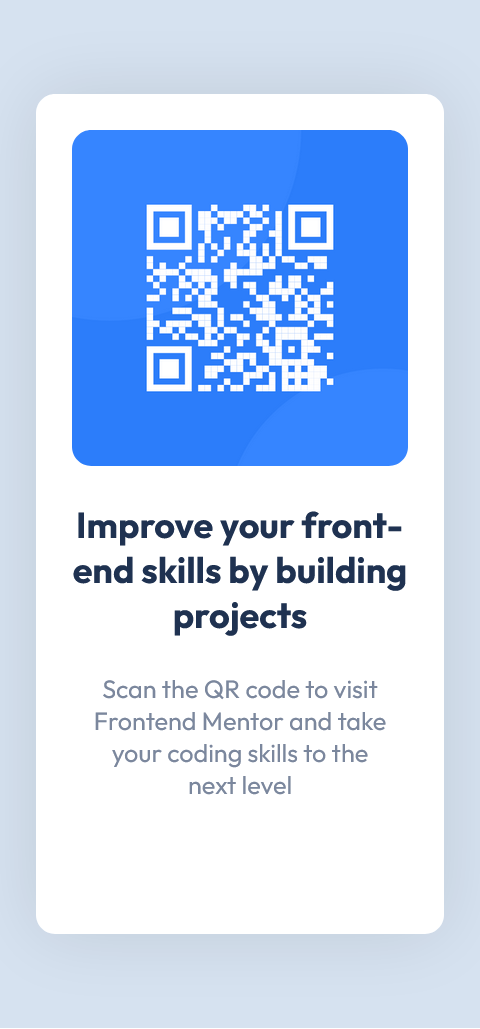 Improve your front-
end skills by building
projects
Scan the QR code to visit
Frontend Mentor and take
your coding skills to the
next level